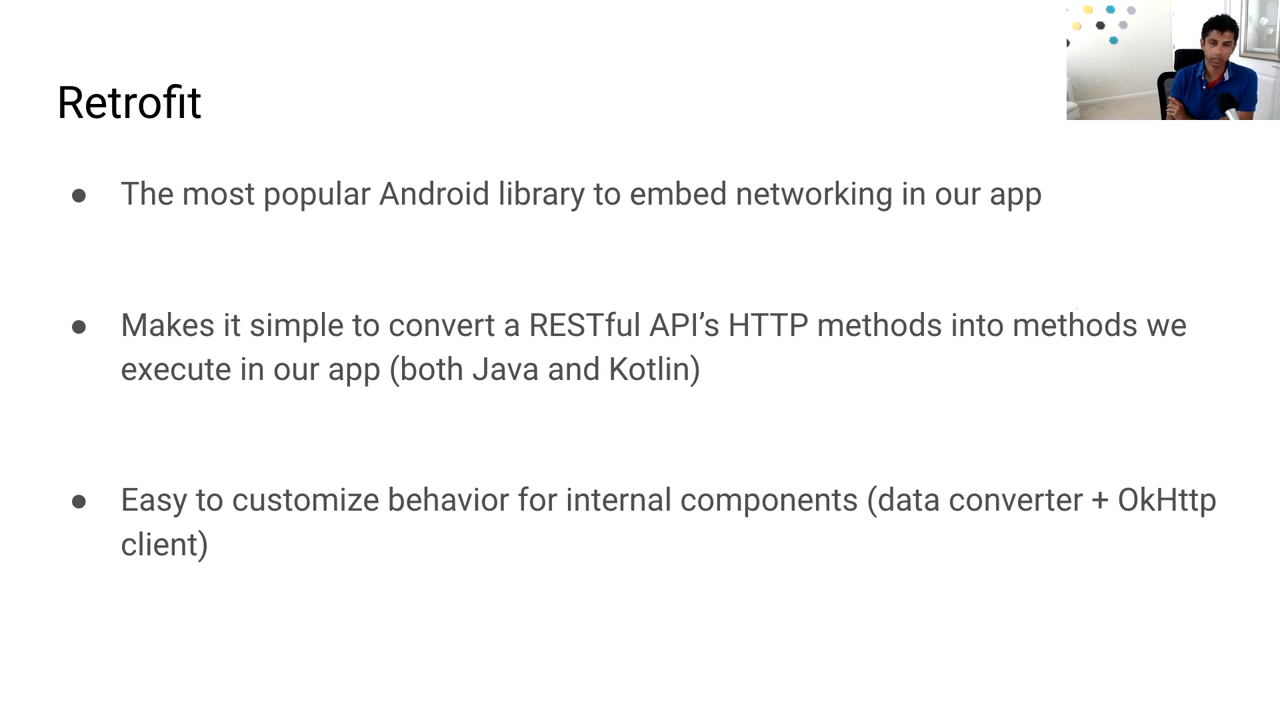 Retrofit
● The most popular Android library to embed networking in our app
● Makes it simple to convert a RESTful API’s HTTP methods into methods we
execute in our app (both Java and Kotlin)
● Easy to customize behavior for internal components (data converter + OkHttp
client)